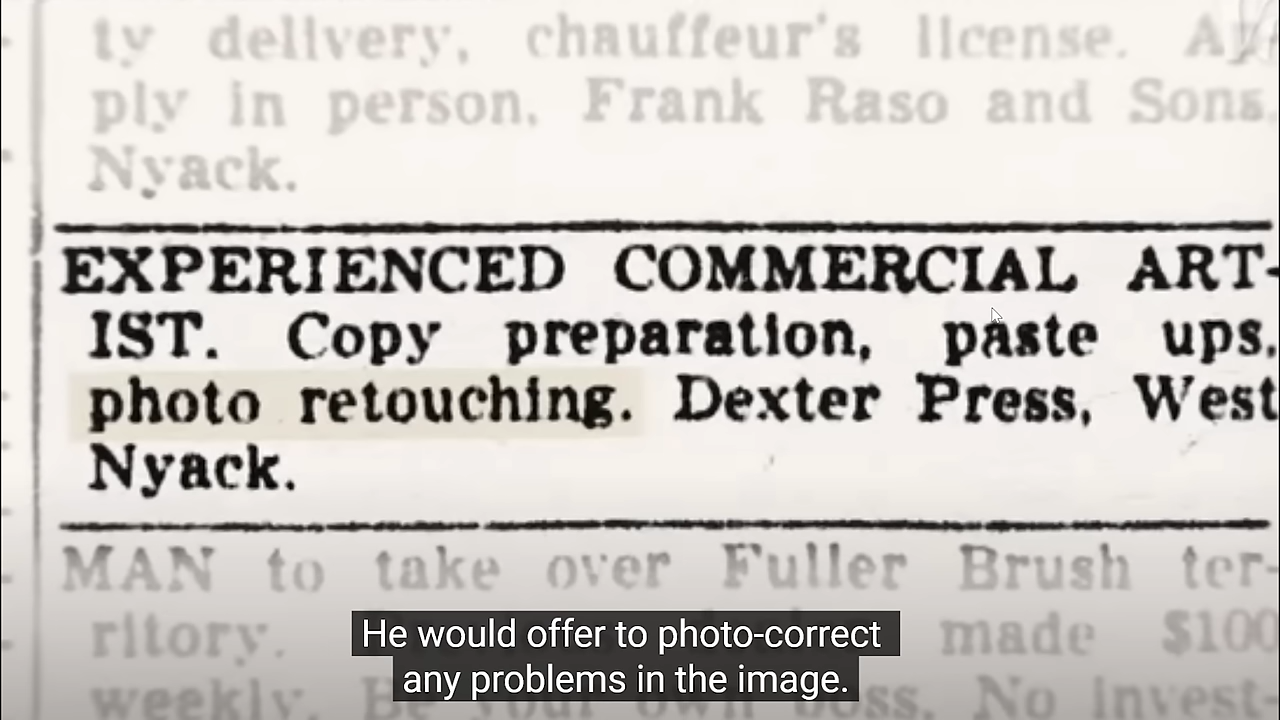 ty delivery, chauffeur's license. Ap-
ply in person, Frank Raso and Sons,
Nyack.
EXPERIENCED COMMERCIAL ART-
IST. Copy preparation, paste ups,
photo retouching. Dexter Press, West
Nyack.
MAN to take over Fuller Brush ter-
ritory. made $100
weekly. Be your own boss. No invest-
He would offer to photo-correct
any problems in the image.